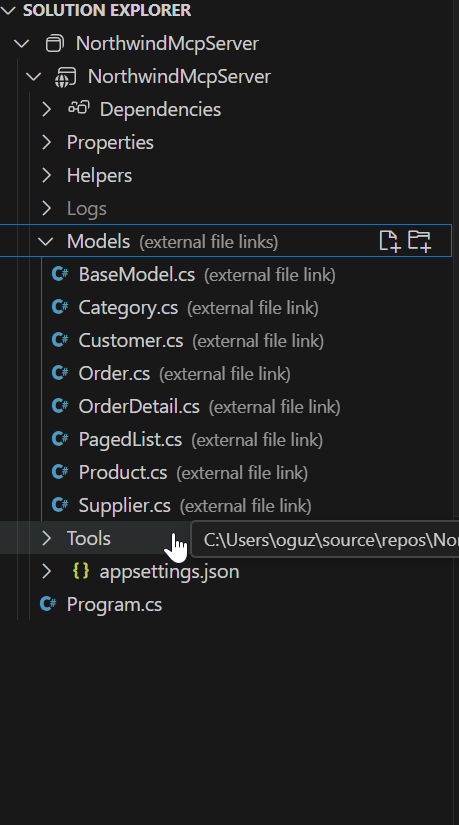 SOLUTION EXPLORER
NorthwindMcpServer
NorthwindMcpServer
Dependencies
Properties
Helpers
Logs
Models (external file links)
C# BaseModel.cs (external file link)
C# Category.cs (external file link)
C# Customer.cs (external file link)
C# Order.cs (external file link)
C# OrderDetail.cs (external file link)
C# PagedList.cs (external file link)
C# Product.cs (external file link)
C# Supplier.cs (external file link)
Tools C:\Users\oguz\source\repos\Nor
{} appsettings.json
C# Program.cs